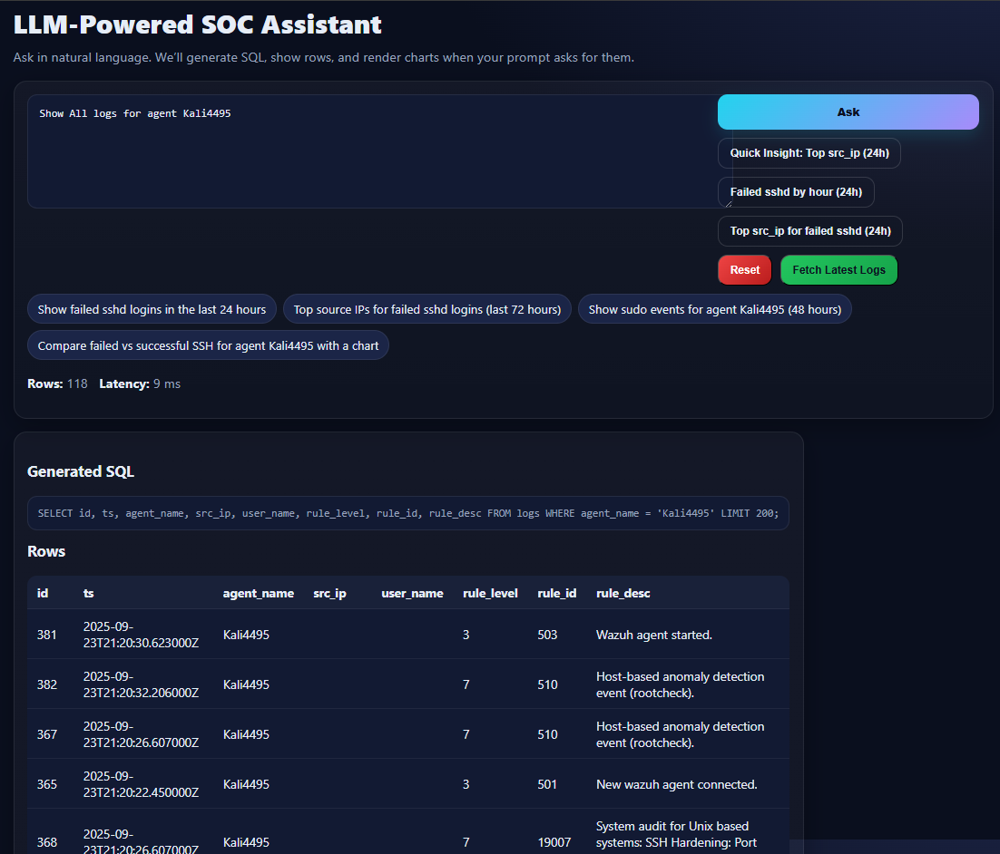 LLM-Powered SOC Assistant
Ask in natural language. We’ll generate SQL, show rows, and render charts when your prompt asks for them.
Show All logs for agent Kali4495
Ask
Quick Insight: Top src_ip (24h)
Failed sshd by hour (24h)
Top src_ip for failed sshd (24h)
Reset Fetch Latest Logs
Show failed sshd logins in the last 24 hours Top source IPs for failed sshd logins (last 72 hours) Show sudo events for agent Kali4495 (48 hours)
Compare failed vs successful SSH for agent Kali4495 with a chart
Rows: 118 Latency: 9 ms
Generated SQL
SELECT id, ts, agent_name, src_ip, user_name, rule_level, rule_id, rule_desc FROM logs WHERE agent_name = 'Kali4495' LIMIT 200;
Rows
id ts agent_name src_ip user_name rule_level rule_id rule_desc
381 2025-09-23T21:20:30.623000Z Kali4495 3 503 Wazuh agent started.
382 2025-09-23T21:20:32.206000Z Kali4495 7 510 Host-based anomaly detection event (rootcheck).
367 2025-09-23T21:20:26.607000Z Kali4495 7 510 Host-based anomaly detection event (rootcheck).
365 2025-09-23T21:20:22.450000Z Kali4495 3 501 New wazuh agent connected.
368 2025-09-23T21:20:26.607000Z Kali4495 7 19007 System audit for Unix based systems: SSH Hardening: Port